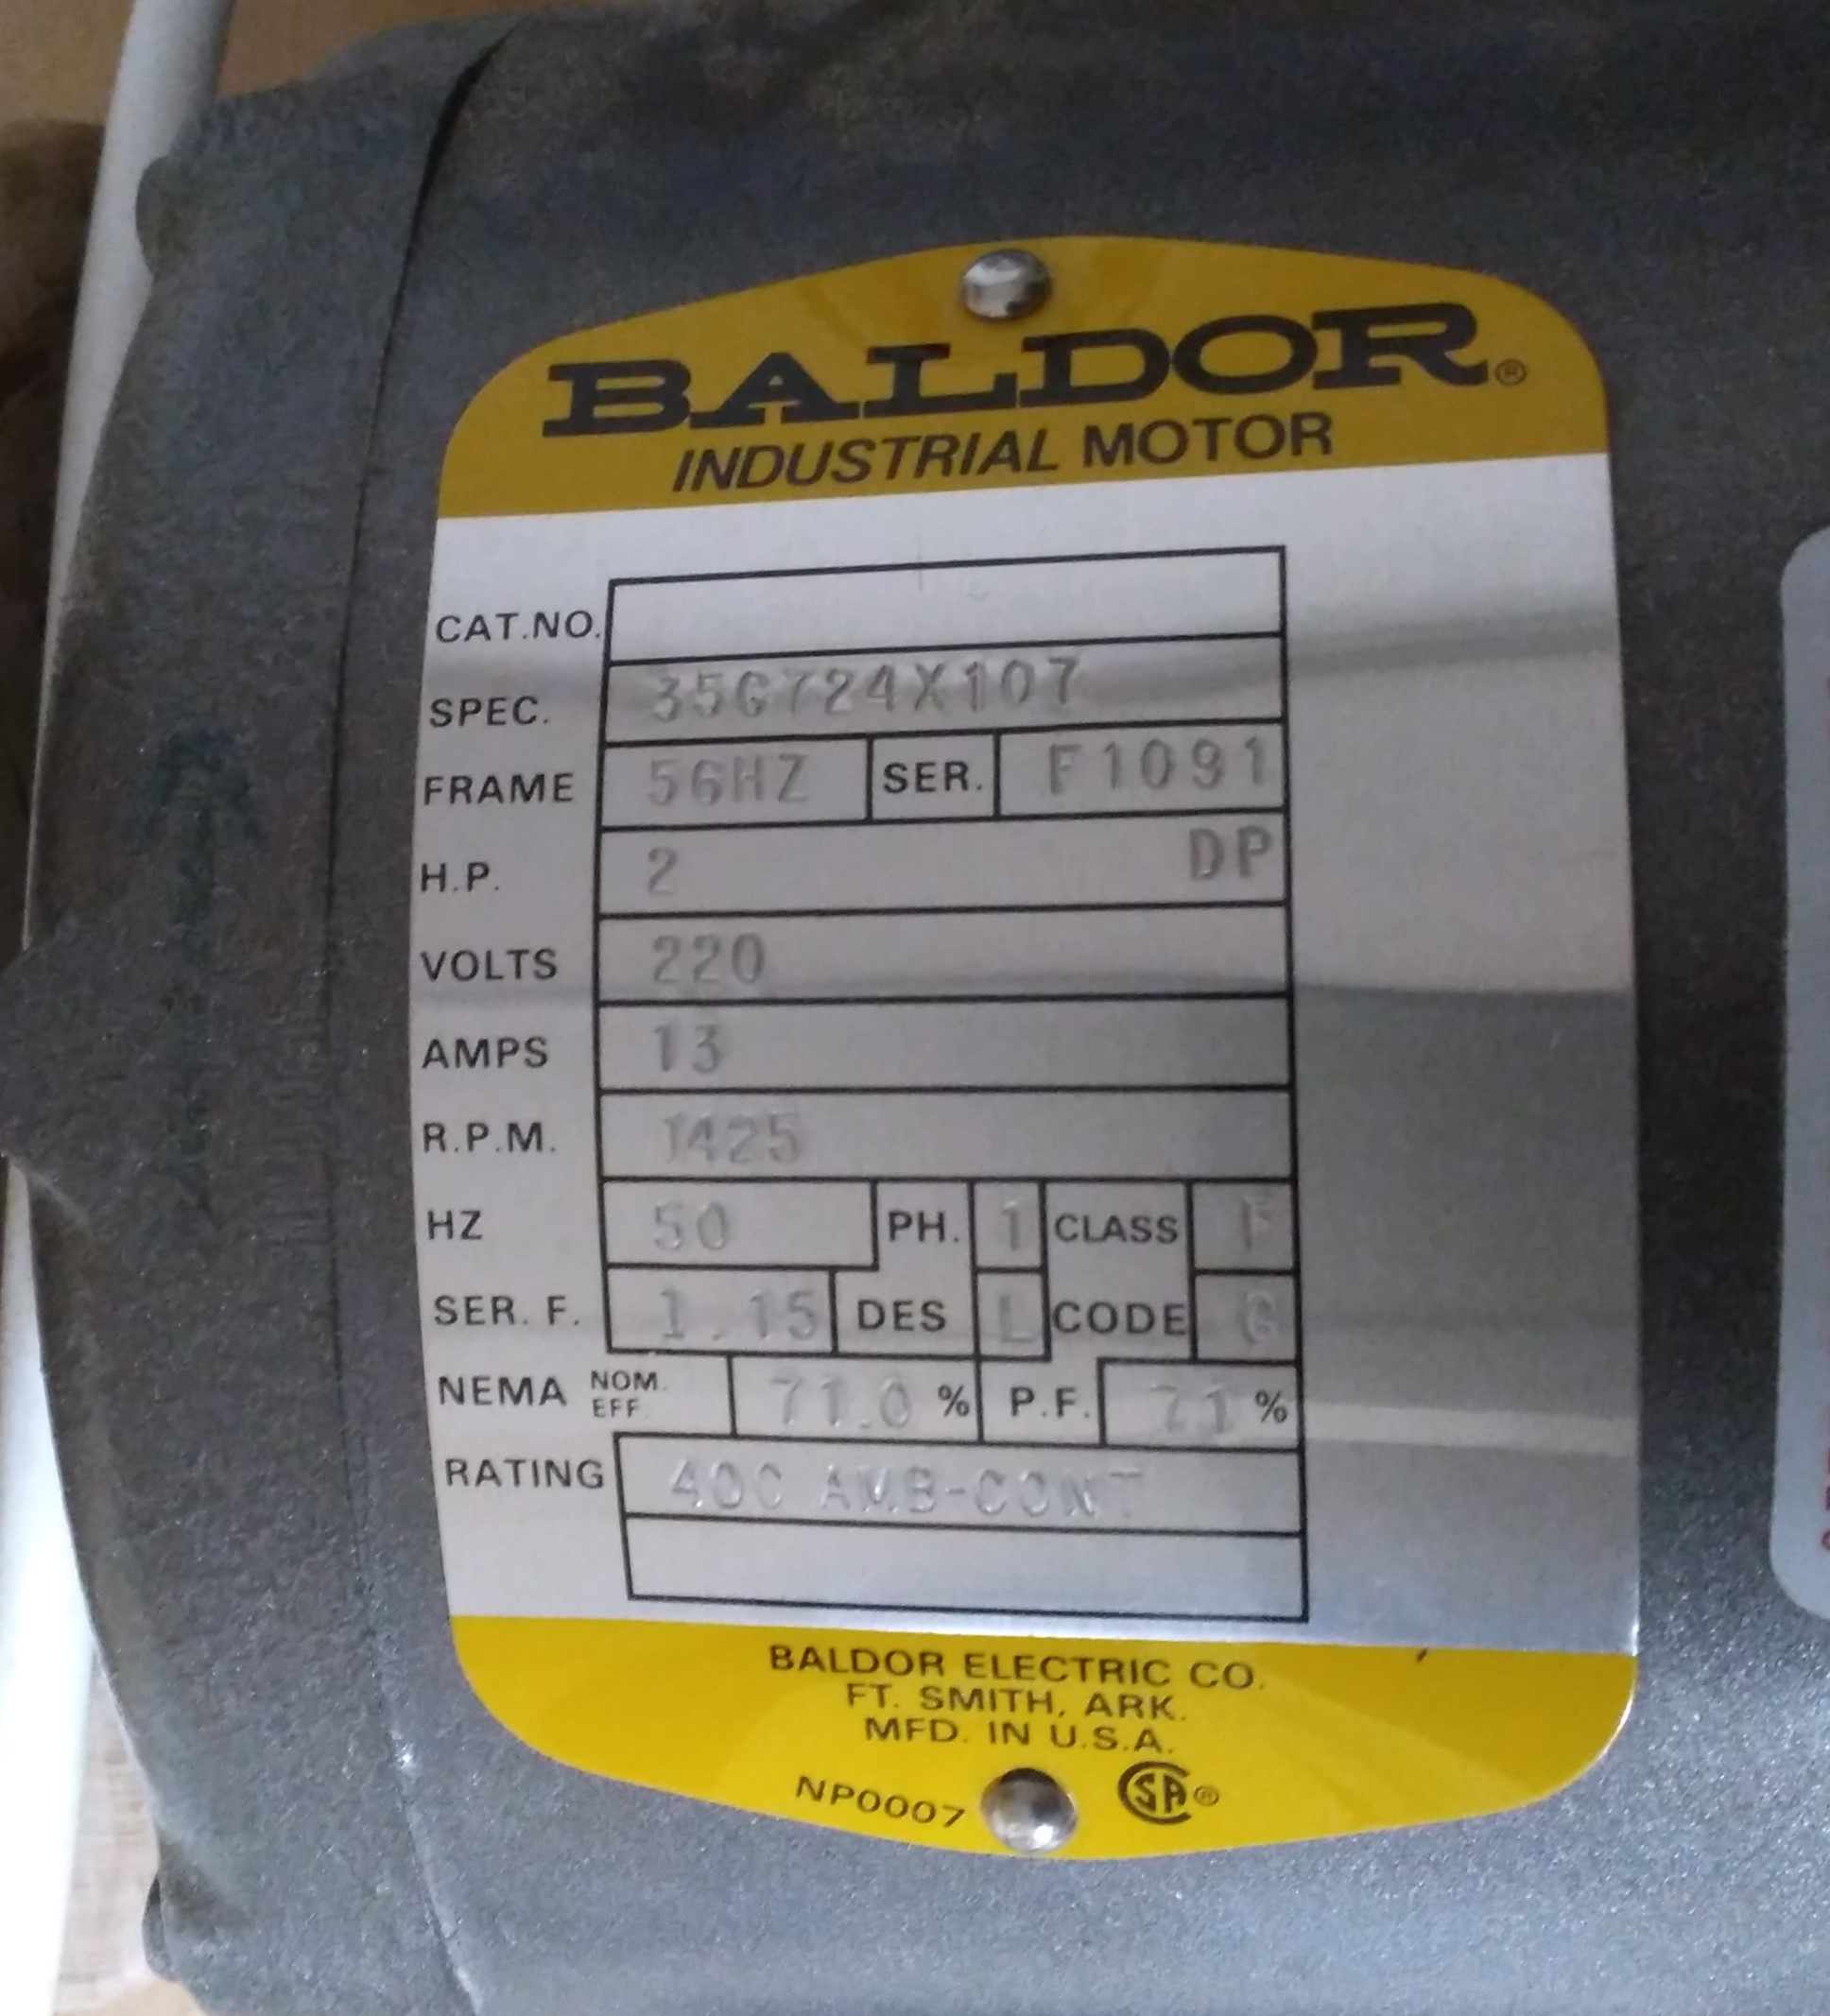 BALDOR®
INDUSTRIAL MOTOR
CAT.NO.
SPEC. 35G724X107
FRAME 56HZ SER. F1091
H.P. 2 DP
VOLTS 220
AMPS 13
R.P.M. 1425
HZ 50 PH. 1 CLASS F
SER. F. 1.15 DES L CODE G
NEMA NOM. EFF. 71.0 % P.F. 71 %
RATING 40C AMB-CONT
BALDOR ELECTRIC CO.
FT. SMITH, ARK.
MFD. IN U.S.A.
NP0007 SA®